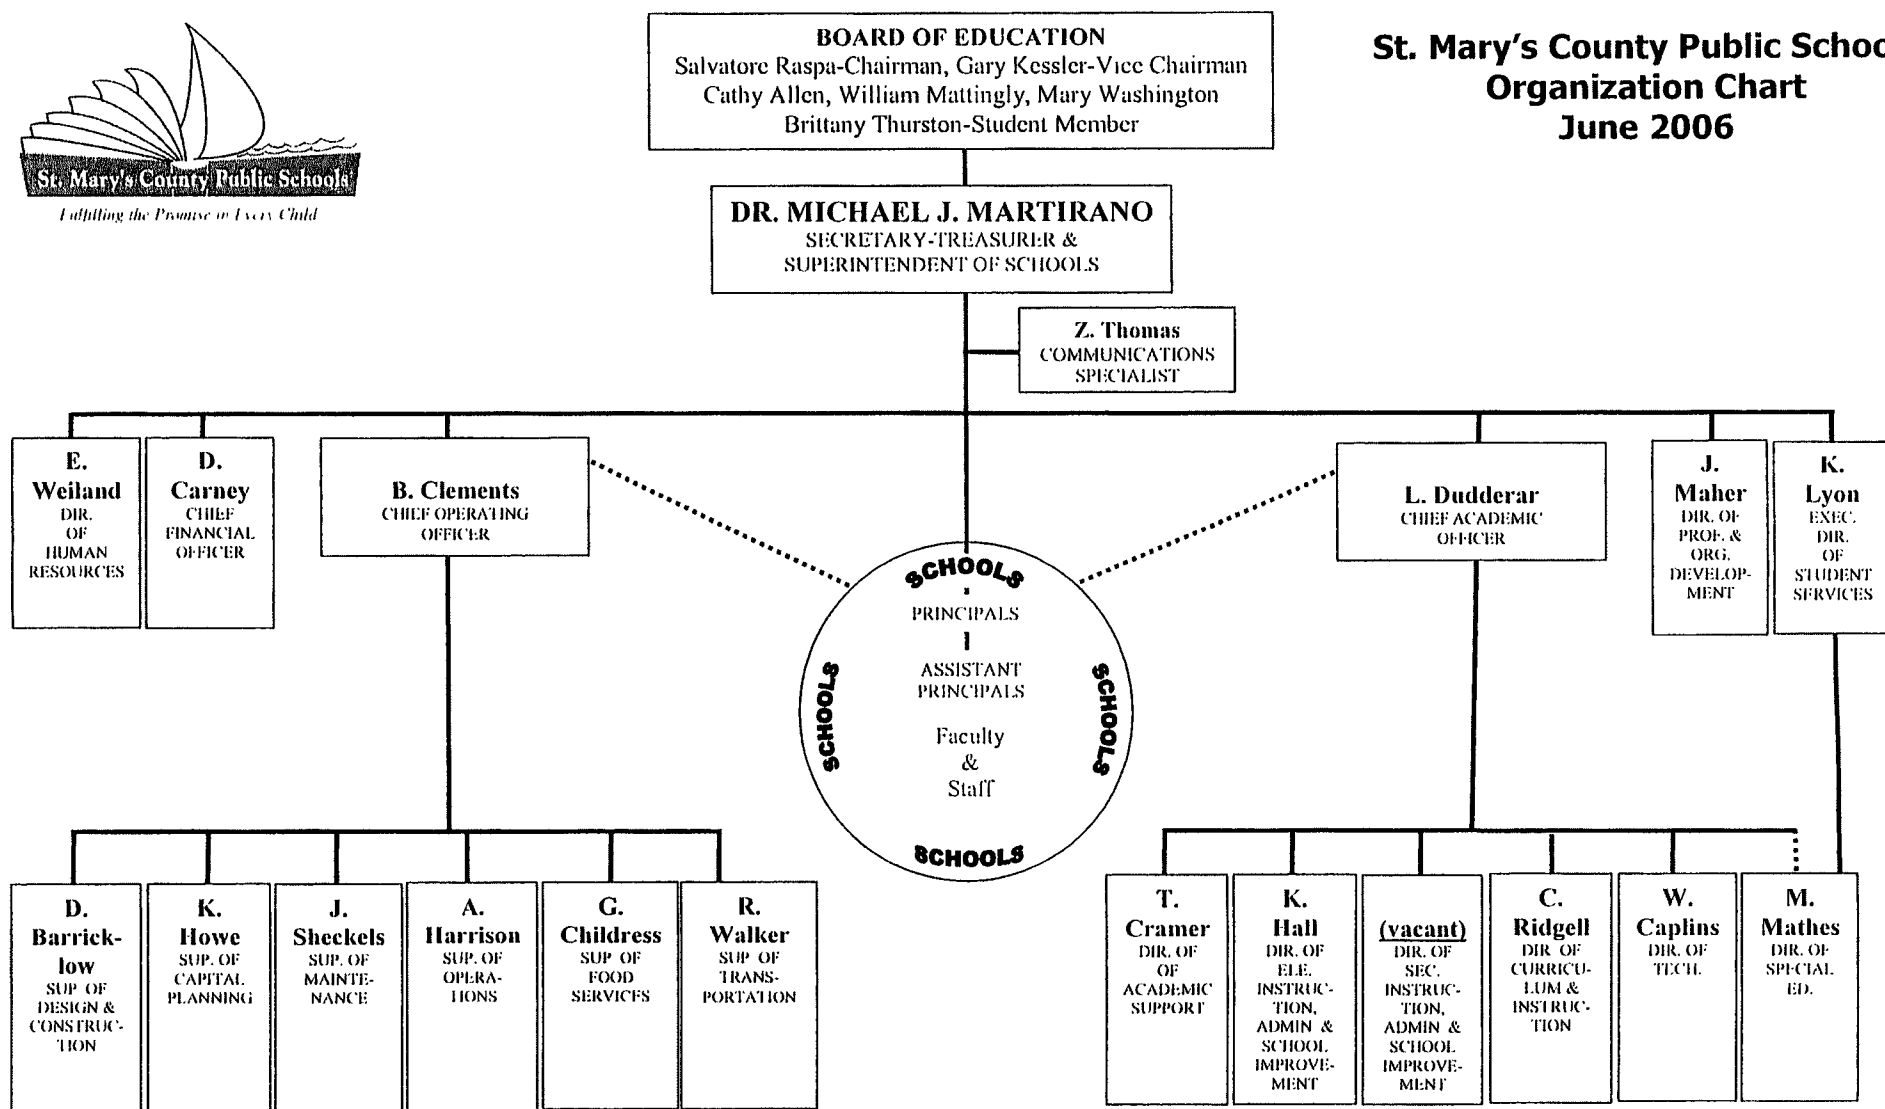 St. Mary's County Public Schools
Fulfilling the Promise in Every Child
BOARD OF EDUCATION
Salvatore Raspa-Chairman, Gary Kessler-Vice Chairman
Cathy Allen, William Mattingly, Mary Washington
Brittany Thurston-Student Member
St. Mary's County Public Schoo
Organization Chart
June 2006
DR. MICHAEL J. MARTIRANO
SECRETARY-TREASURER &
SUPERINTENDENT OF SCHOOLS
Z. Thomas
COMMUNICATIONS
SPECIALIST
E.
Weiland
DIR.
OF
HUMAN
RESOURCES
D.
Carney
CHIEF
FINANCIAL
OFFICER
B. Clements
CHIEF OPERATING
OFFICER
L. Dudderar
CHIEF ACADEMIC
OFFICER
J.
Maher
DIR. OF
PROF. &
ORG.
DEVELOP-
MENT
K.
Lyon
EXEC.
DIR.
OF
STUDENT
SERVICES
SCHOOLS
PRINCIPALS
ASSISTANT
PRINCIPALS
Faculty
&
Staff
SCHOOLS
SCHOOLS
SCHOOLS
D.
Barrick-
low
SUP OF
DESIGN &
CONSTRUC-
TION
K.
Howe
SUP. OF
CAPITAL
PLANNING
J.
Sheckels
SUP. OF
MAINTE-
NANCE
A.
Harrison
SUP. OF
OPERA-
TIONS
G.
Childress
SUP OF
FOOD
SERVICES
R.
Walker
SUP OF
TRANS-
PORTATION
T.
Cramer
DIR. OF
OF
ACADEMIC
SUPPORT
K.
Hall
DIR. OF
ELE.
INSTRUC-
TION,
ADMIN &
SCHOOL
IMPROVE-
MENT
(vacant)
DIR. OF
SEC.
INSTRUC-
TION,
ADMIN &
SCHOOL
IMPROVE-
MENT
C.
Ridgell
DIR OF
CURRICU-
LUM &
INSTRUC-
TION
W.
Caplins
DIR. OF
TECH.
M.
Mathes
DIR. OF
SPECIAL
ED.